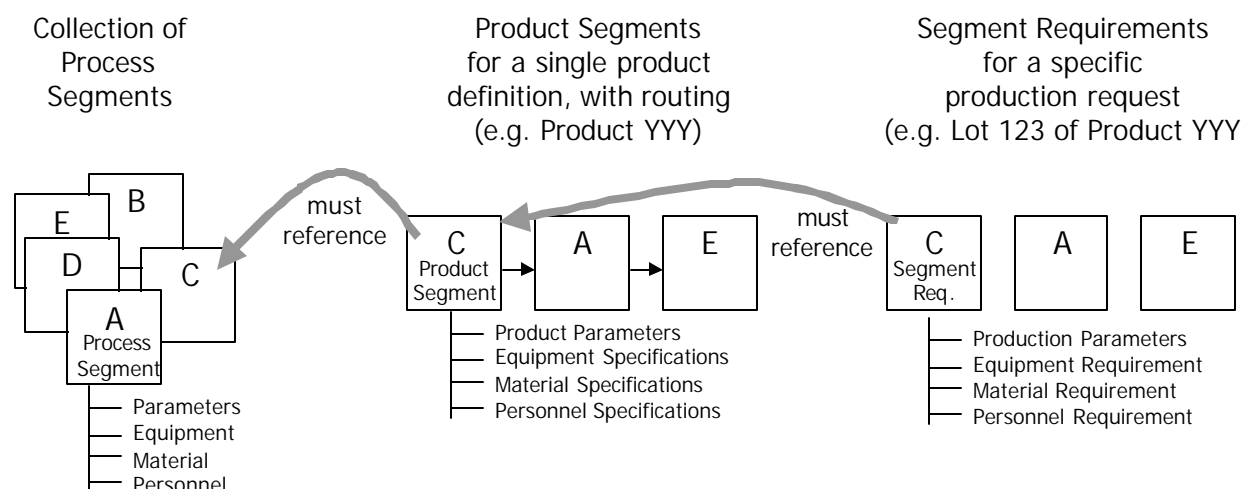 Collection of
Process
Segments
Product Segments
for a single product
definition, with routing
(e.g. Product YYY)
Segment Requirements
for a specific
production request
(e.g. Lot 123 of Product YYY
B
E
D
C
A
Process
Segment
Parameters
Equipment
Material
Personnel
must
reference
C
Product
Segment
A
E
Product Parameters
Equipment Specifications
Material Specifications
Personnel Specifications
must
reference
C
Segment
Req.
A
E
Production Parameters
Equipment Requirement
Material Requirement
Personnel Requirement